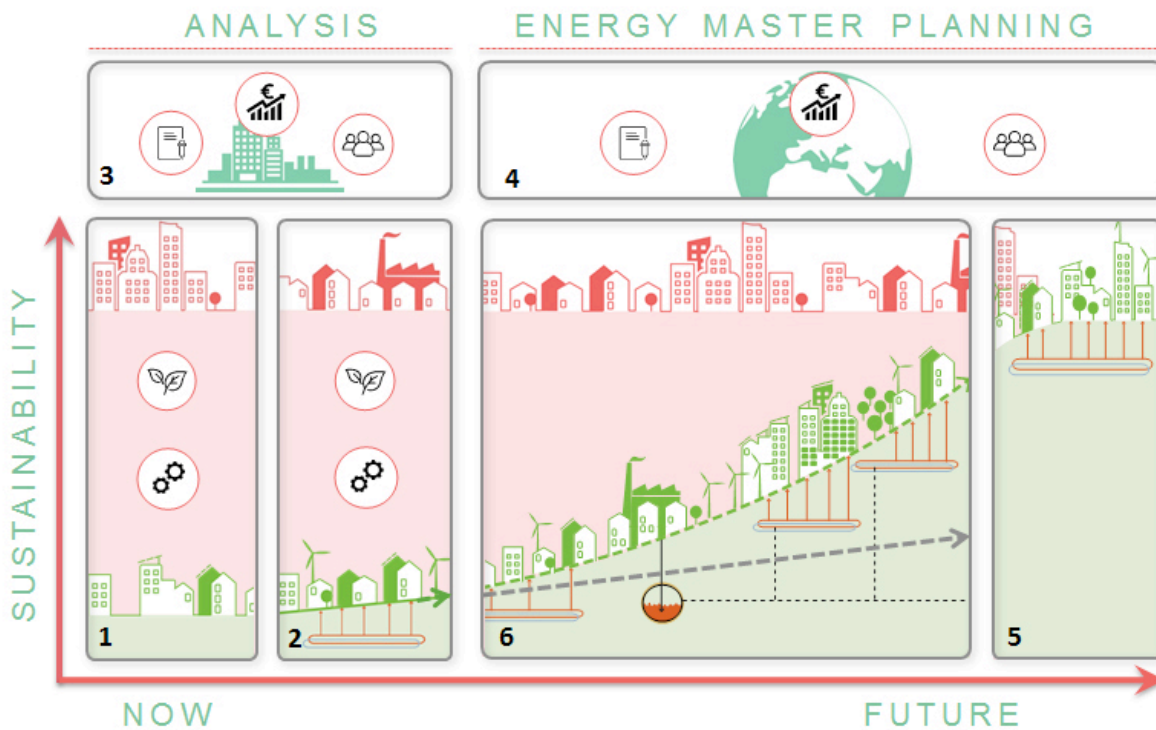 ANALYSIS
ENERGY MASTER PLANNING
€
€
3
4
SUSTAINABILITY
1
2
6
5
NOW
FUTURE